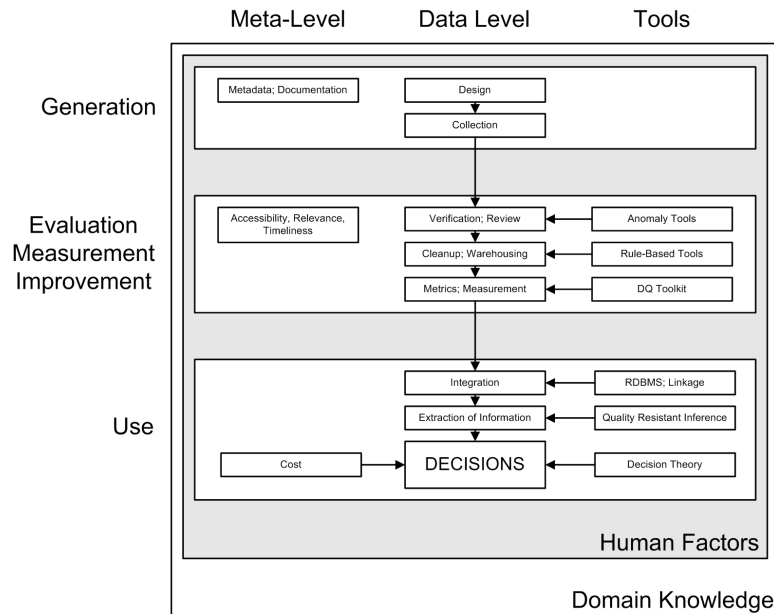 Meta-Level Data Level Tools
Generation
Metadata; Documentation
Design
Collection
Evaluation
Measurement
Improvement
Accessibility, Relevance,
Timeliness
Verification; Review
Anomaly Tools
Cleanup; Warehousing
Rule-Based Tools
Metrics; Measurement
DQ Toolkit
Use
Integration
RDBMS; Linkage
Extraction of Information
Quality Resistant Inference
Cost
DECISIONS
Decision Theory
Human Factors
Domain Knowledge